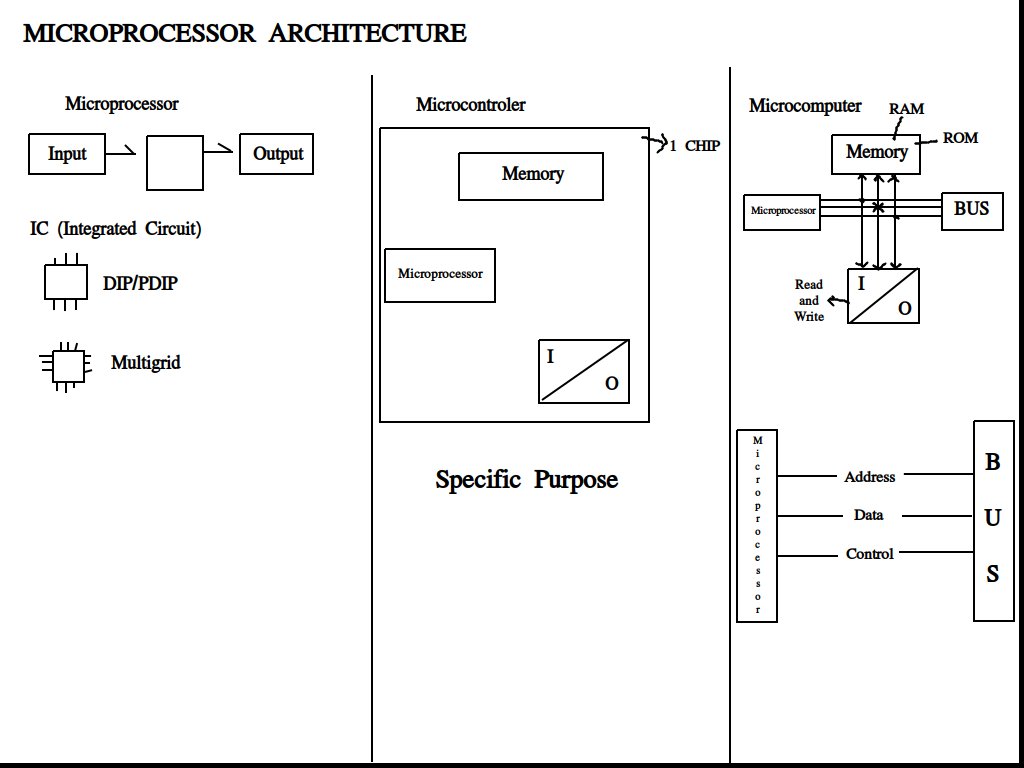 MICROPROCESSOR ARCHITECTURE
Microprocessor
Input
Output
IC (Integrated Circuit)
DIP/PDIP
Multigrid
Microcontroler
1 CHIP
Memory
Microprocessor
I
O
Specific Purpose
Microcomputer
RAM
ROM
Memory
Microprocessor
BUS
Read
and
Write
I
O
Microprocessor
Address
Data
Control
BUS